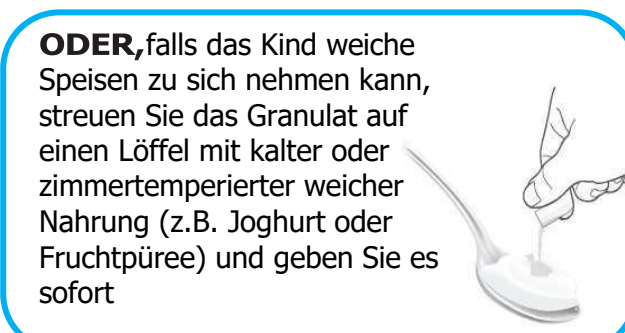 ODER,falls das Kind weiche
Speisen zu sich nehmen kann,
streuen Sie das Granulat auf
einen Löffel mit kalter oder
zimmertemperierter weicher
Nahrung (z.B. Joghurt oder
Fruchtpüree) und geben Sie es
sofort